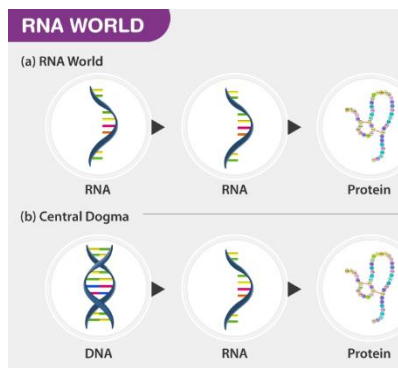 RNA WORLD
(a) RNA World
RNA RNA Protein
(b) Central Dogma
DNA RNA Protein